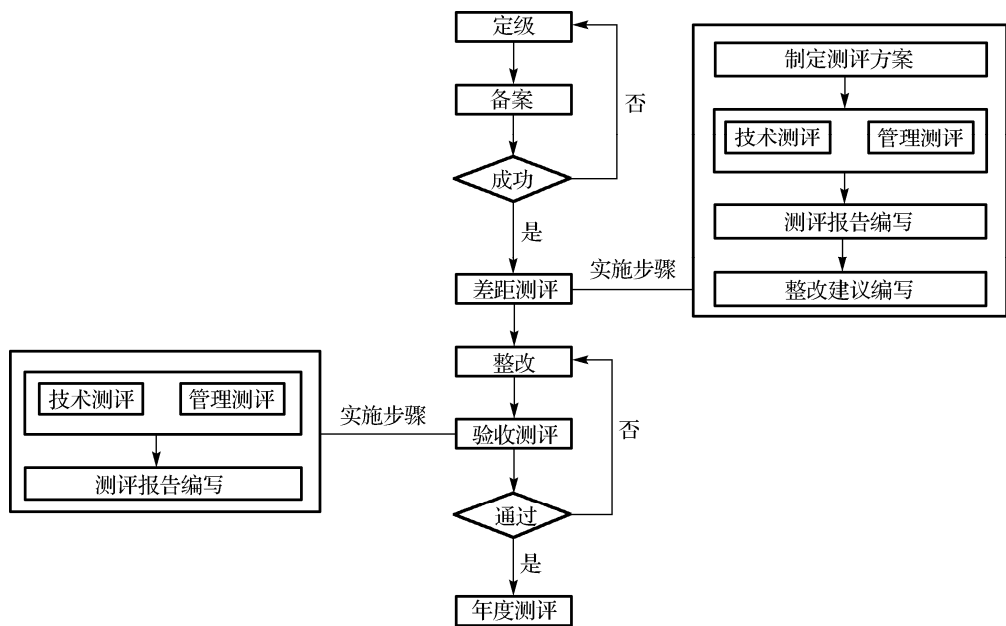 定级
备案
否
成功
是
差距测评
实施步骤
制定测评方案
技术测评
管理测评
测评报告编写
整改建议编写
整改
验收测评
否
实施步骤
技术测评
管理测评
测评报告编写
通过
是
年度测评